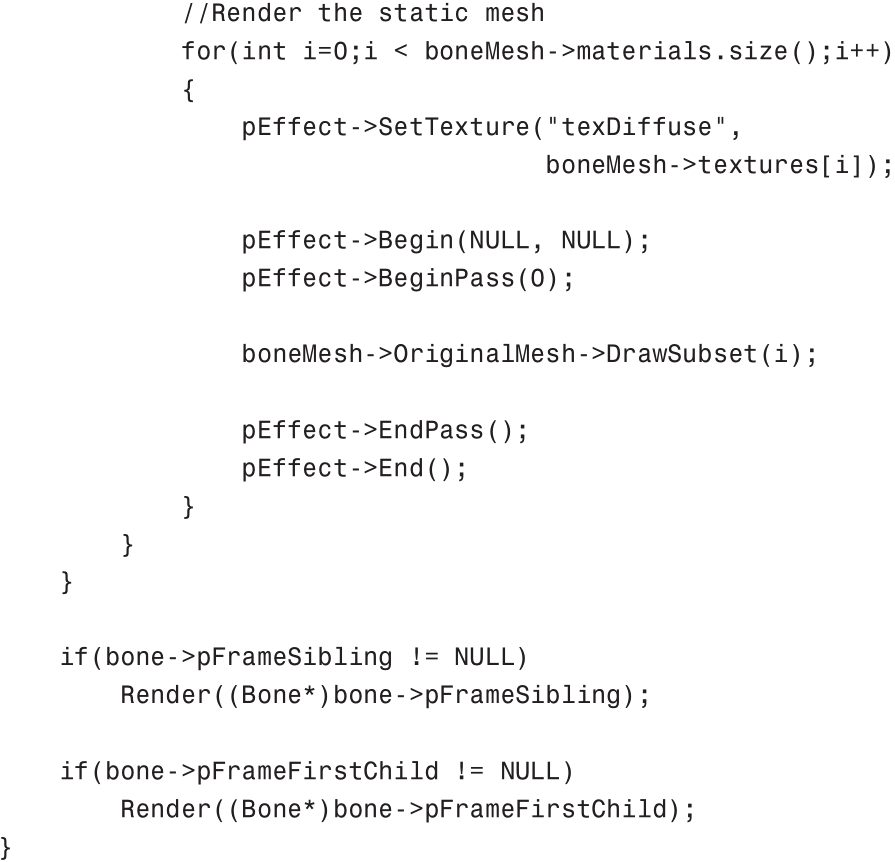 //Render the static mesh
            for(int i=0;i < boneMesh->materials.size();i++)
            {
                pEffect->SetTexture("texDiffuse",
                                    boneMesh->textures[i]);

                pEffect->Begin(NULL, NULL);
                pEffect->BeginPass(0);

                boneMesh->OriginalMesh->DrawSubset(i);

                pEffect->EndPass();
                pEffect->End();
            }
        }
    }

    if(bone->pFrameSibling != NULL)
        Render((Bone*)bone->pFrameSibling);

    if(bone->pFrameFirstChild != NULL)
        Render((Bone*)bone->pFrameFirstChild);
}